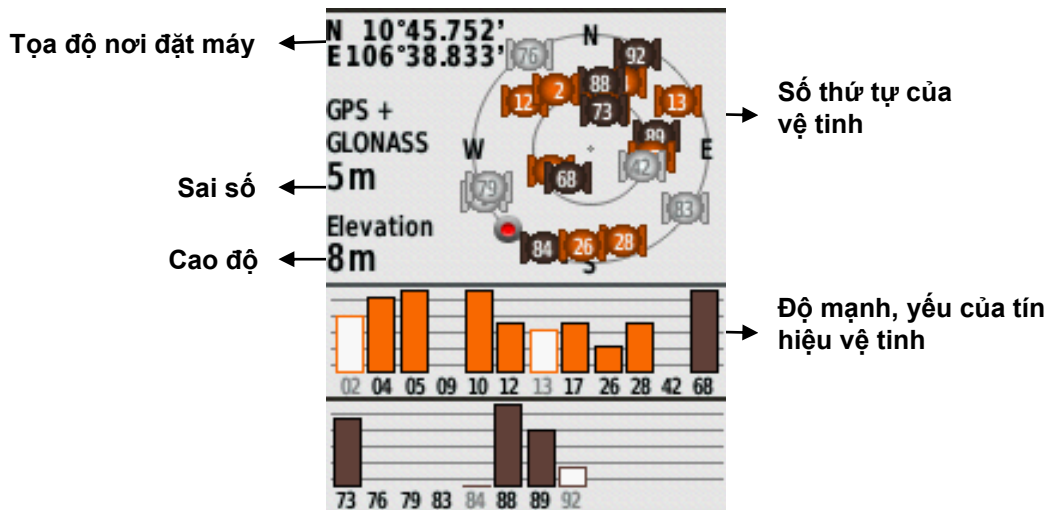 Tọa độ nơi đặt máy
N 10°45.752'
E 106°38.833'
GPS +
GLONASS
Sai số
5m
Elevation
Cao độ
8m
N
76
92
12
2
88
13
73
89
W
E
42
68
79
83
84
26
28
S
Số thứ tự của
vệ tinh
Độ mạnh, yếu của tín
hiệu vệ tinh
02 04 05 09 10 12 13 17 26 28 42 68
73 76 79 83 84 88 89 92